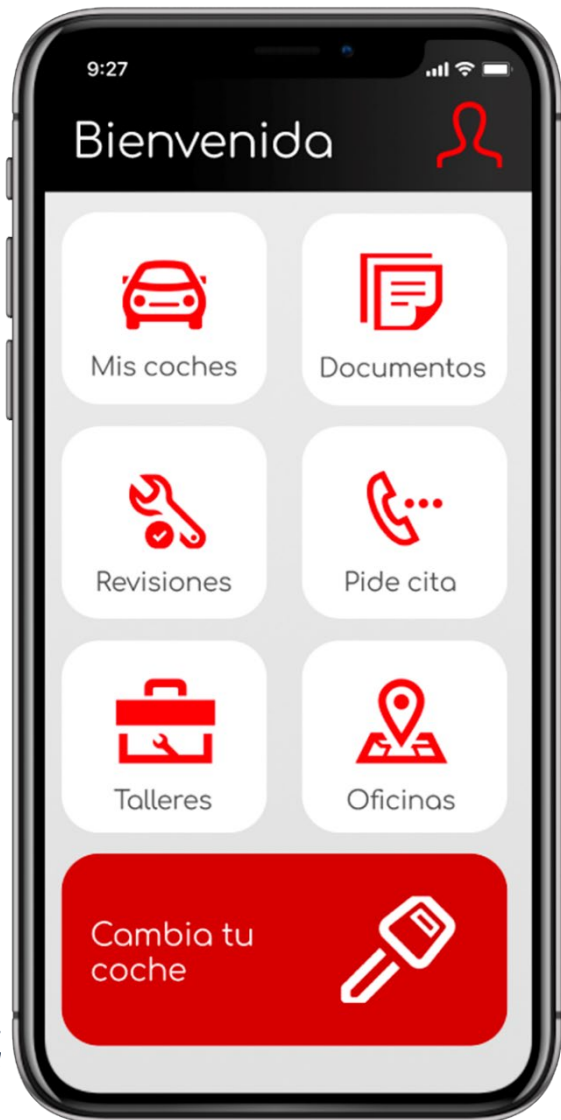 9:27
Bienvenida
Mis coches
Documentos
Revisiones
Pide cita
Talleres
Oficinas
Cambia tu
coche